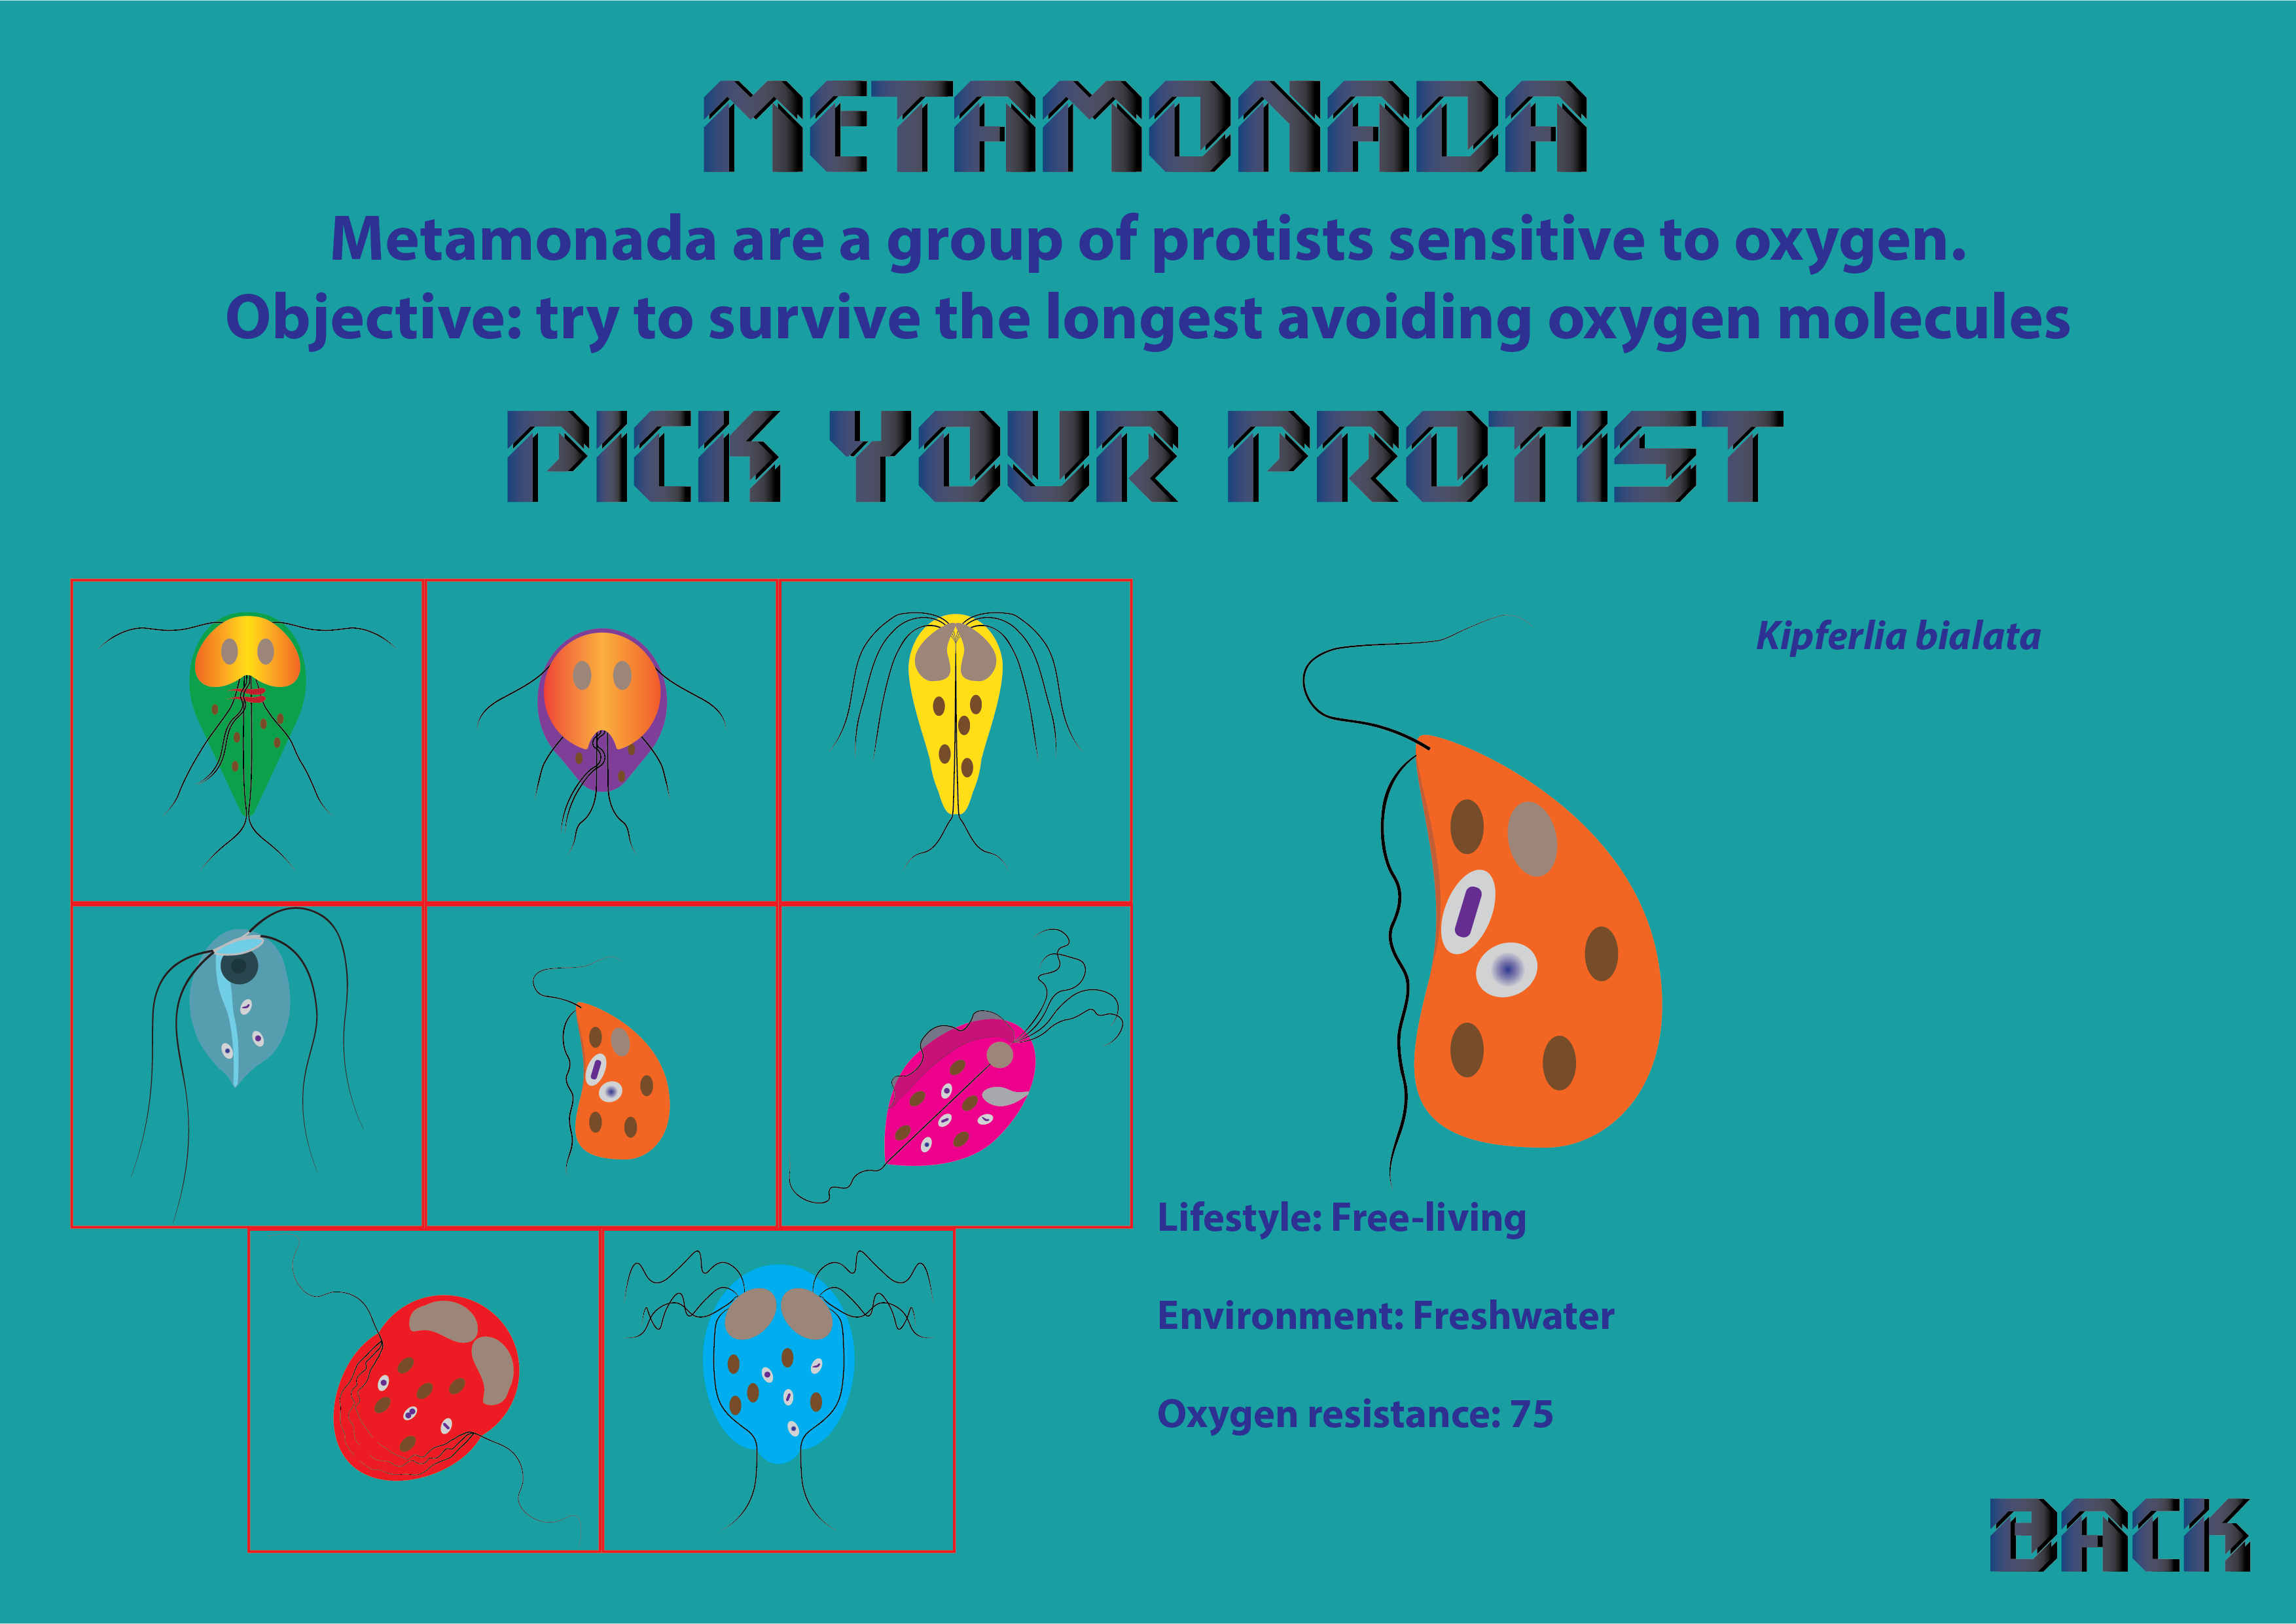 METAMONADA
Metamonada are a group of protists sensitive to oxygen.
Objective: try to survive the longest avoiding oxygen molecules
PICK YOUR PROTIST
Kipferlia bialata
Lifestyle: Free-living
Environment: Freshwater
Oxygen resistance: 75
BACK